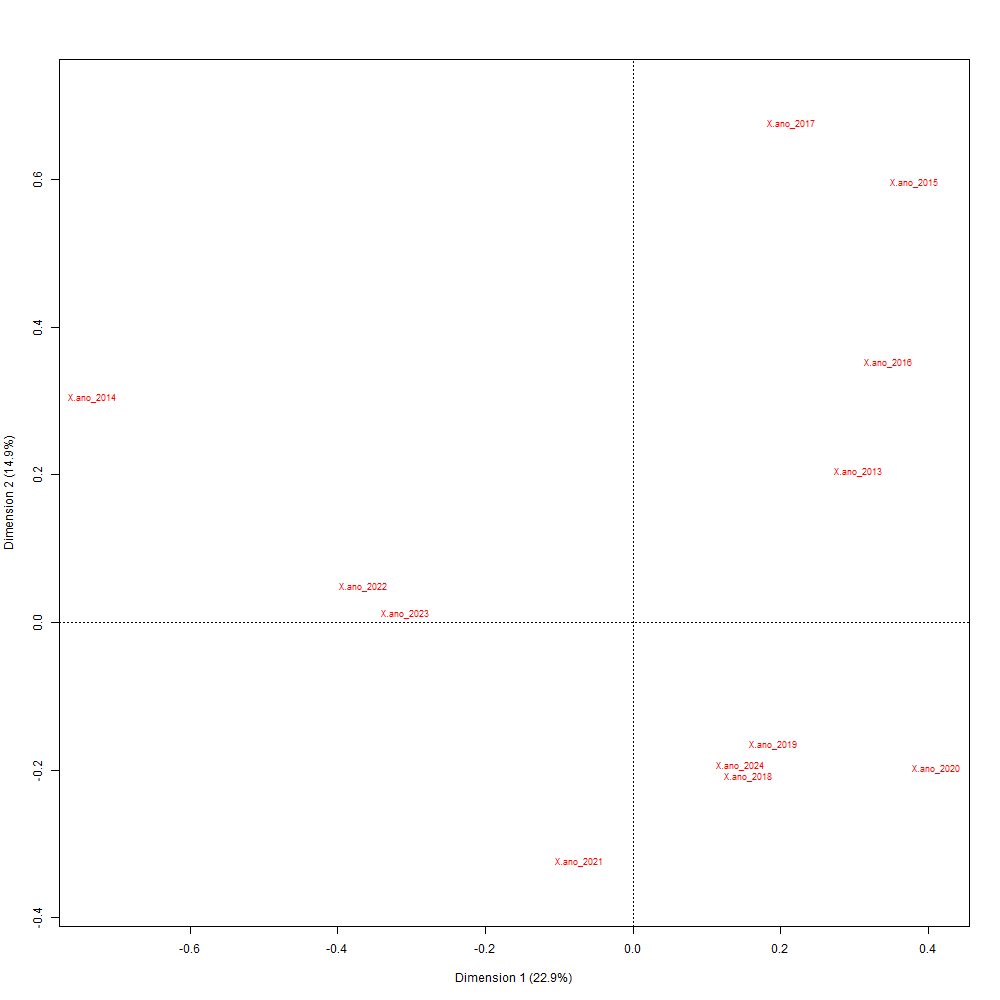 X.ano_2017
0.6
X.ano_2015
0.4
X.ano_2016
X.ano_2014
Dimension 2 (14.9%)
0.2
X.ano_2013
X.ano_2022
X.ano_2023
0.0
X.ano_2019
X.ano_2024
-0.2
X.ano_2020
X.ano_2018
X.ano_2021
-0.4
-0.6 -0.4 -0.2 0.0 0.2 0.4
Dimension 1 (22.9%)